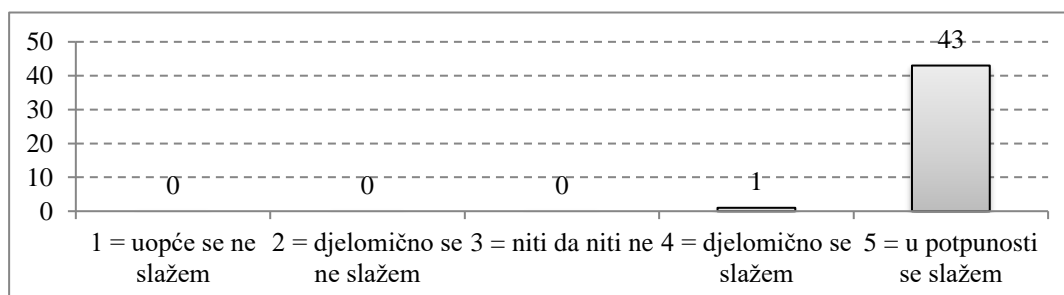 50
43
40
30
20
10
0
0
0
0
1
1 = uopće se ne slažem
2 = djelomično se ne slažem
3 = niti da niti ne
4 = djelomično se slažem
5 = u potpunosti se slažem